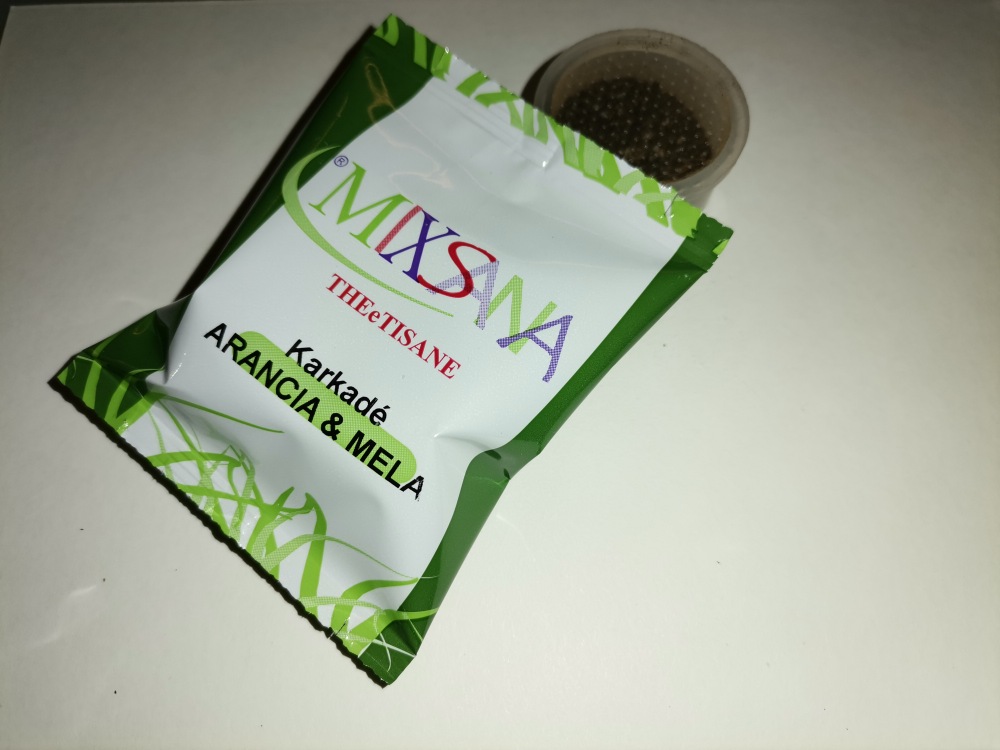 ®MIXSANA
THEeTISANE
Karkadé
ARANCIA & MELA